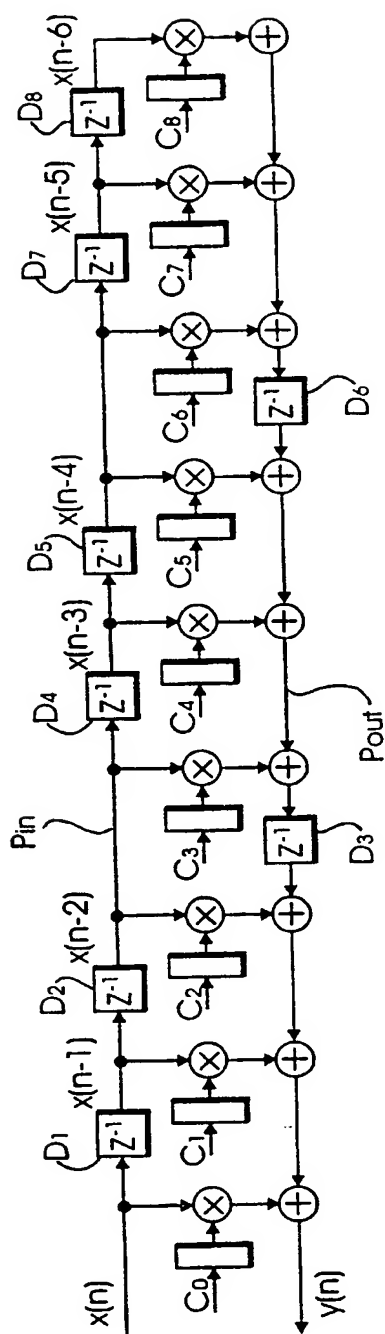 x(n)
D1
Z-1
x(n-1)
D2
Z-1
x(n-2)
Pin
D4
Z-1
x(n-3)
D5
Z-1
x(n-4)
D7
Z-1
x(n-5)
D8
Z-1
x(n-6)
C0
C1
C2
C3
C4
C5
C6
C7
C8
y(n)
Z-1
D3
Pout
Z-1
D6